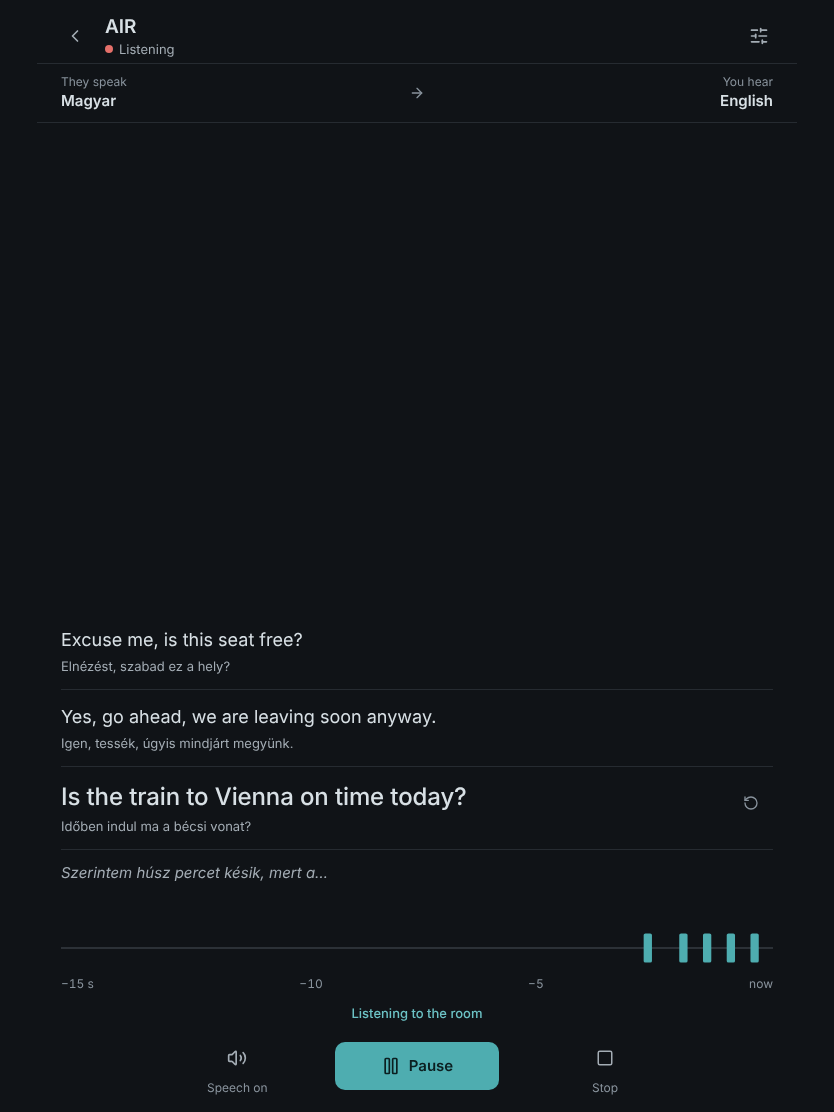 AIR
Listening
They speak
Magyar
You hear
English
Excuse me, is this seat free?
Elnézést, szabad ez a hely?
Yes, go ahead, we are leaving soon anyway.
Igen, tessék, úgyis mindjárt megyünk.
Is the train to Vienna on time today?
Időben indul ma a bécsi vonat?
Szerintem húsz percet késik, mert a...
−15 s
−10
−5
now
Listening to the room
Speech on
Pause
Stop